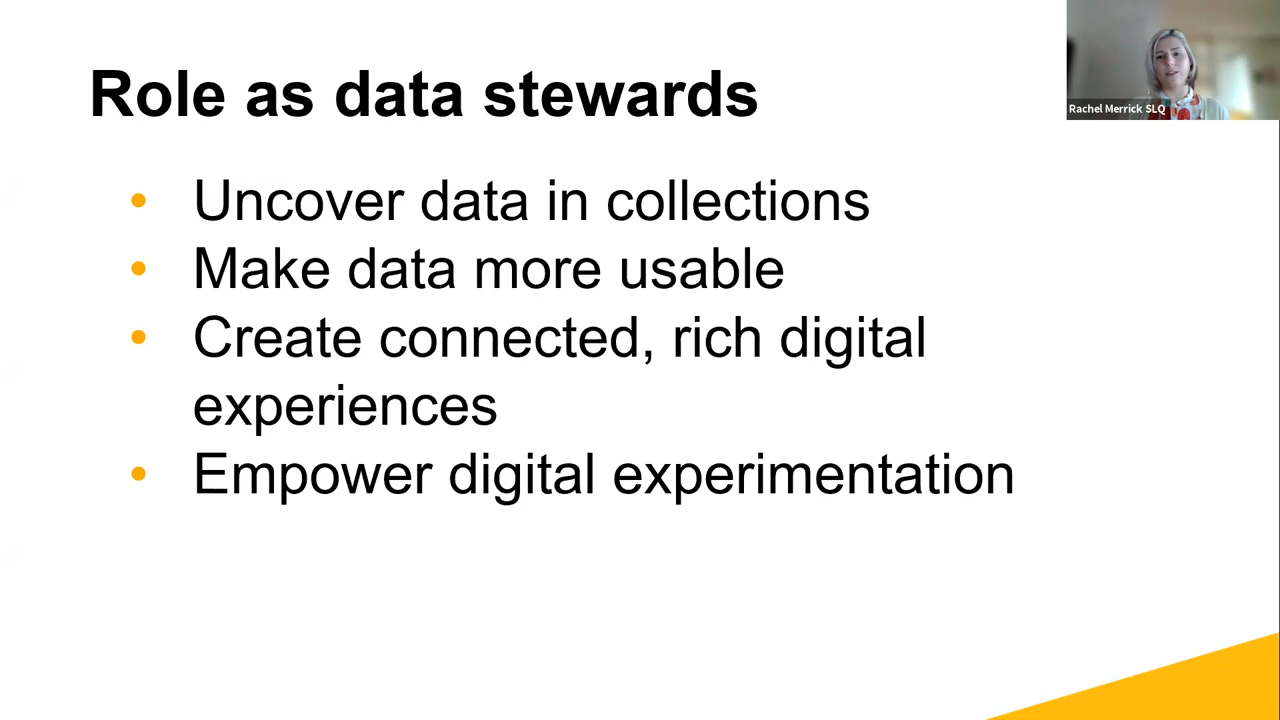 Role as data stewards
Rachel Merrick SLQ
• Uncover data in collections
• Make data more usable
• Create connected, rich digital
experiences
• Empower digital experimentation